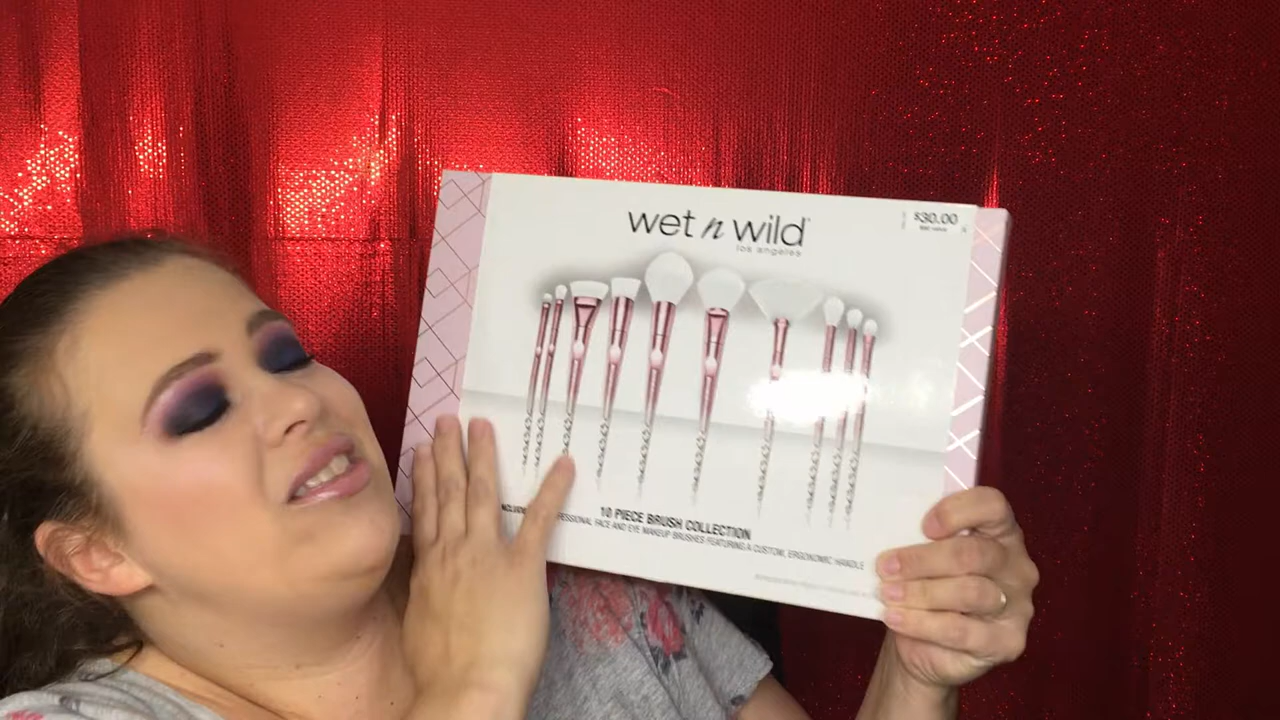 wet n wild
los angeles
$30.00
10 PIECE BRUSH COLLECTION
FACE AND EYE MAKEUP BRUSHES FEATURING A CUSTOM, ERGONOMIC HANDLE